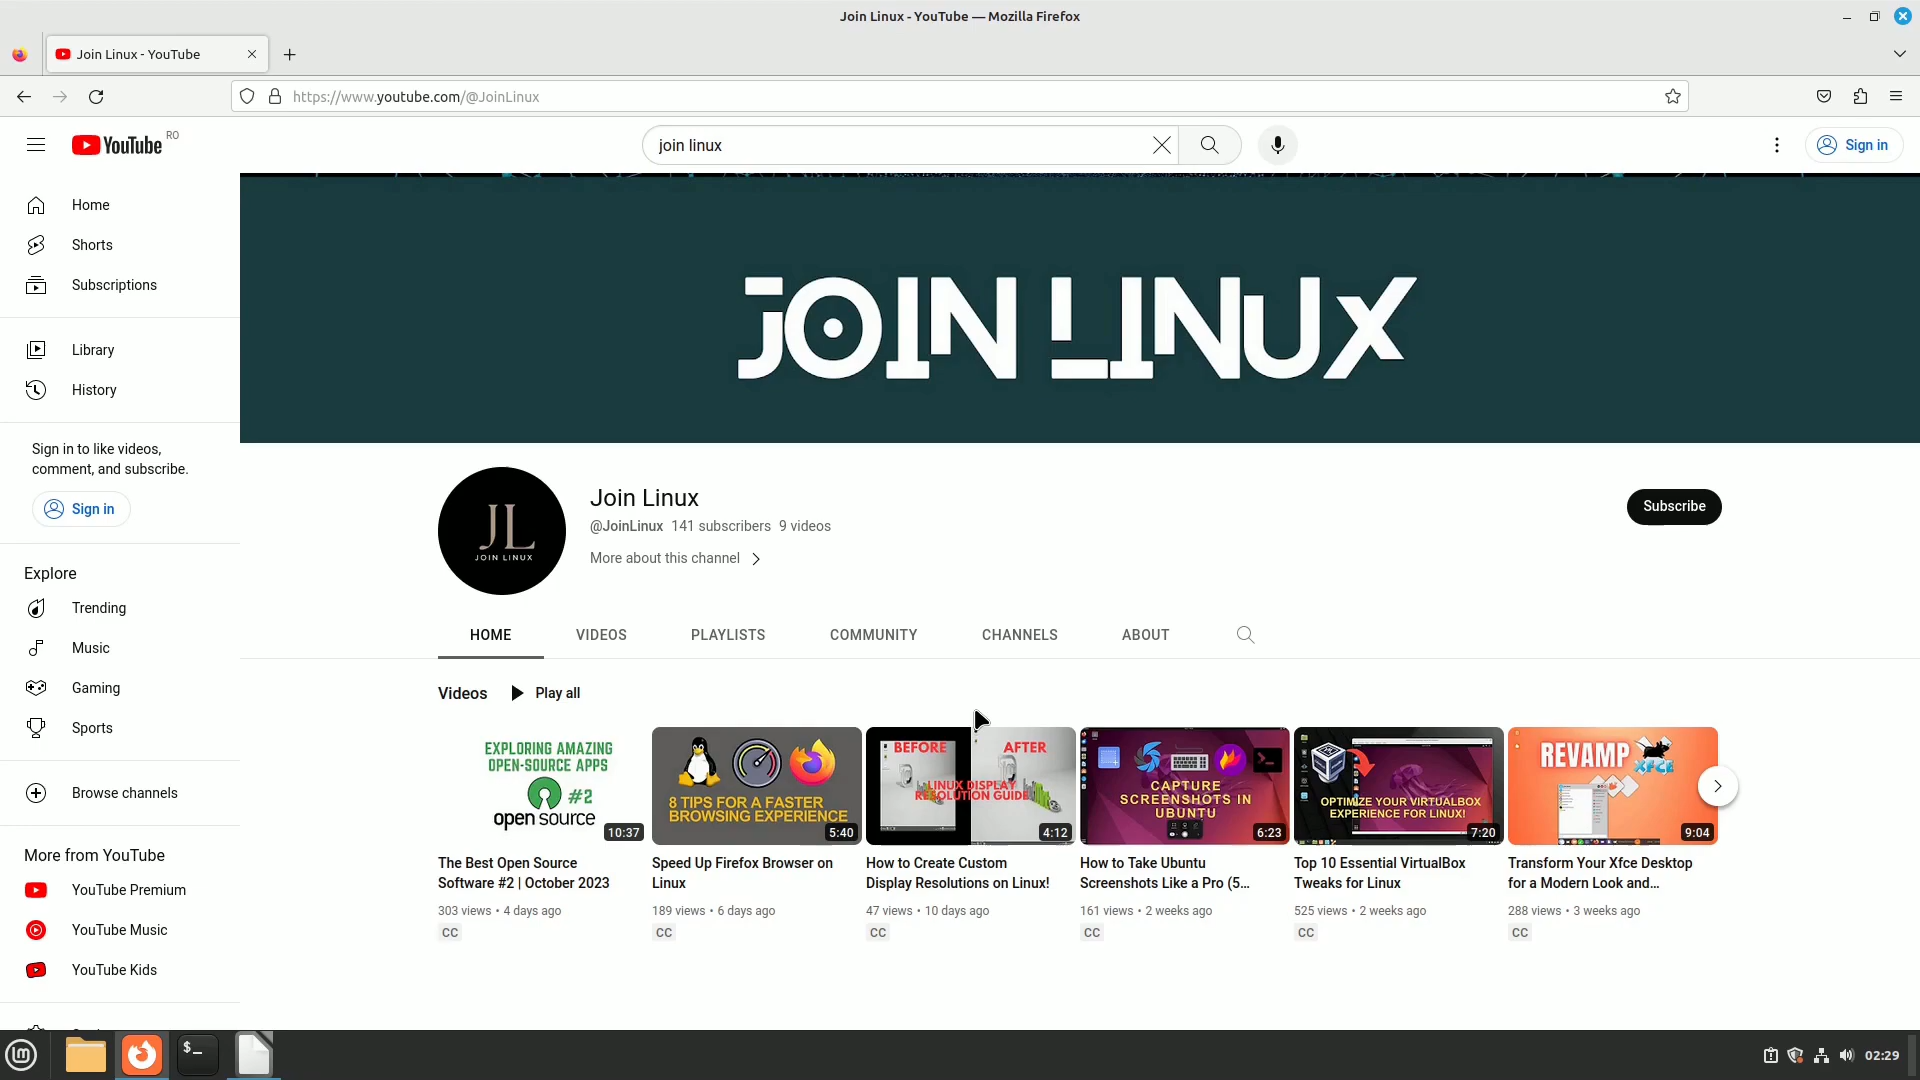 Join Linux - YouTube — Mozilla Firefox
Join Linux - YouTube
https://www.youtube.com/@JoinLinux
YouTube RO
join linux
Sign in
Home
Shorts
Subscriptions
Library
History
Sign in to like videos,
comment, and subscribe.
Sign in
Explore
Trending
Music
Gaming
Sports
Browse channels
More from YouTube
YouTube Premium
YouTube Music
YouTube Kids
JOIN LINUX
JL
JOIN LINUX
Join Linux
@JoinLinux 141 subscribers 9 videos
More about this channel
Subscribe
HOME
VIDEOS
PLAYLISTS
COMMUNITY
CHANNELS
ABOUT
Videos
Play all
EXPLORING AMAZING
OPEN-SOURCE APPS
#2
open source
10:37
The Best Open Source
Software #2 | October 2023
303 views • 4 days ago
CC
8 TIPS FOR A FASTER
BROWSING EXPERIENCE
5:40
Speed Up Firefox Browser on
Linux
189 views • 6 days ago
CC
BEFORE
AFTER
LINUX DISPLAY
RESOLUTION GUIDE
4:12
How to Create Custom
Display Resolutions on Linux!
47 views • 10 days ago
CC
CAPTURE
SCREENSHOTS IN
UBUNTU
6:23
How to Take Ubuntu
Screenshots Like a Pro (5...
161 views • 2 weeks ago
CC
OPTIMIZE YOUR VIRTUALBOX
EXPERIENCE FOR LINUX!
7:20
Top 10 Essential VirtualBox
Tweaks for Linux
525 views • 2 weeks ago
CC
REVAMP
XFCE
9:04
Transform Your Xfce Desktop
for a Modern Look and...
288 views • 3 weeks ago
CC
$_
02:29